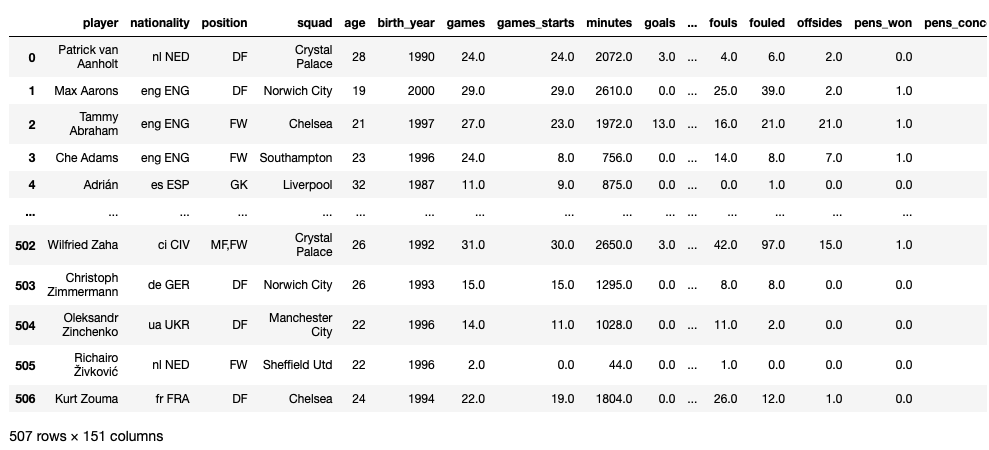 player nationality position squad age birth_year games games_starts minutes goals ... fouls fouled offsides pens_won pens_conc
0 Patrick van Aanholt nl NED DF Crystal Palace 28 1990 24.0 24.0 2072.0 3.0 ... 4.0 6.0 2.0 0.0
1 Max Aarons eng ENG DF Norwich City 19 2000 29.0 29.0 2610.0 0.0 ... 25.0 39.0 2.0 1.0
2 Tammy Abraham eng ENG FW Chelsea 21 1997 27.0 23.0 1972.0 13.0 ... 16.0 21.0 21.0 1.0
3 Che Adams eng ENG FW Southampton 23 1996 24.0 8.0 756.0 0.0 ... 14.0 8.0 7.0 1.0
4 Adrián es ESP GK Liverpool 32 1987 11.0 9.0 875.0 0.0 ... 0.0 1.0 0.0 0.0
... ... ... ... ... ... ... ... ... ... ... ... ... ... ... ...
502 Wilfried Zaha ci CIV MF,FW Crystal Palace 26 1992 31.0 30.0 2650.0 3.0 ... 42.0 97.0 15.0 1.0
503 Christoph Zimmermann de GER DF Norwich City 26 1993 15.0 15.0 1295.0 0.0 ... 8.0 8.0 0.0 0.0
504 Oleksandr Zinchenko ua UKR DF Manchester City 22 1996 14.0 11.0 1028.0 0.0 ... 11.0 2.0 0.0 0.0
505 Richairo Živković nl NED FW Sheffield Utd 22 1996 2.0 0.0 44.0 0.0 ... 1.0 0.0 0.0 0.0
506 Kurt Zouma fr FRA DF Chelsea 24 1994 22.0 19.0 1804.0 0.0 ... 26.0 12.0 1.0 0.0
507 rows × 151 columns